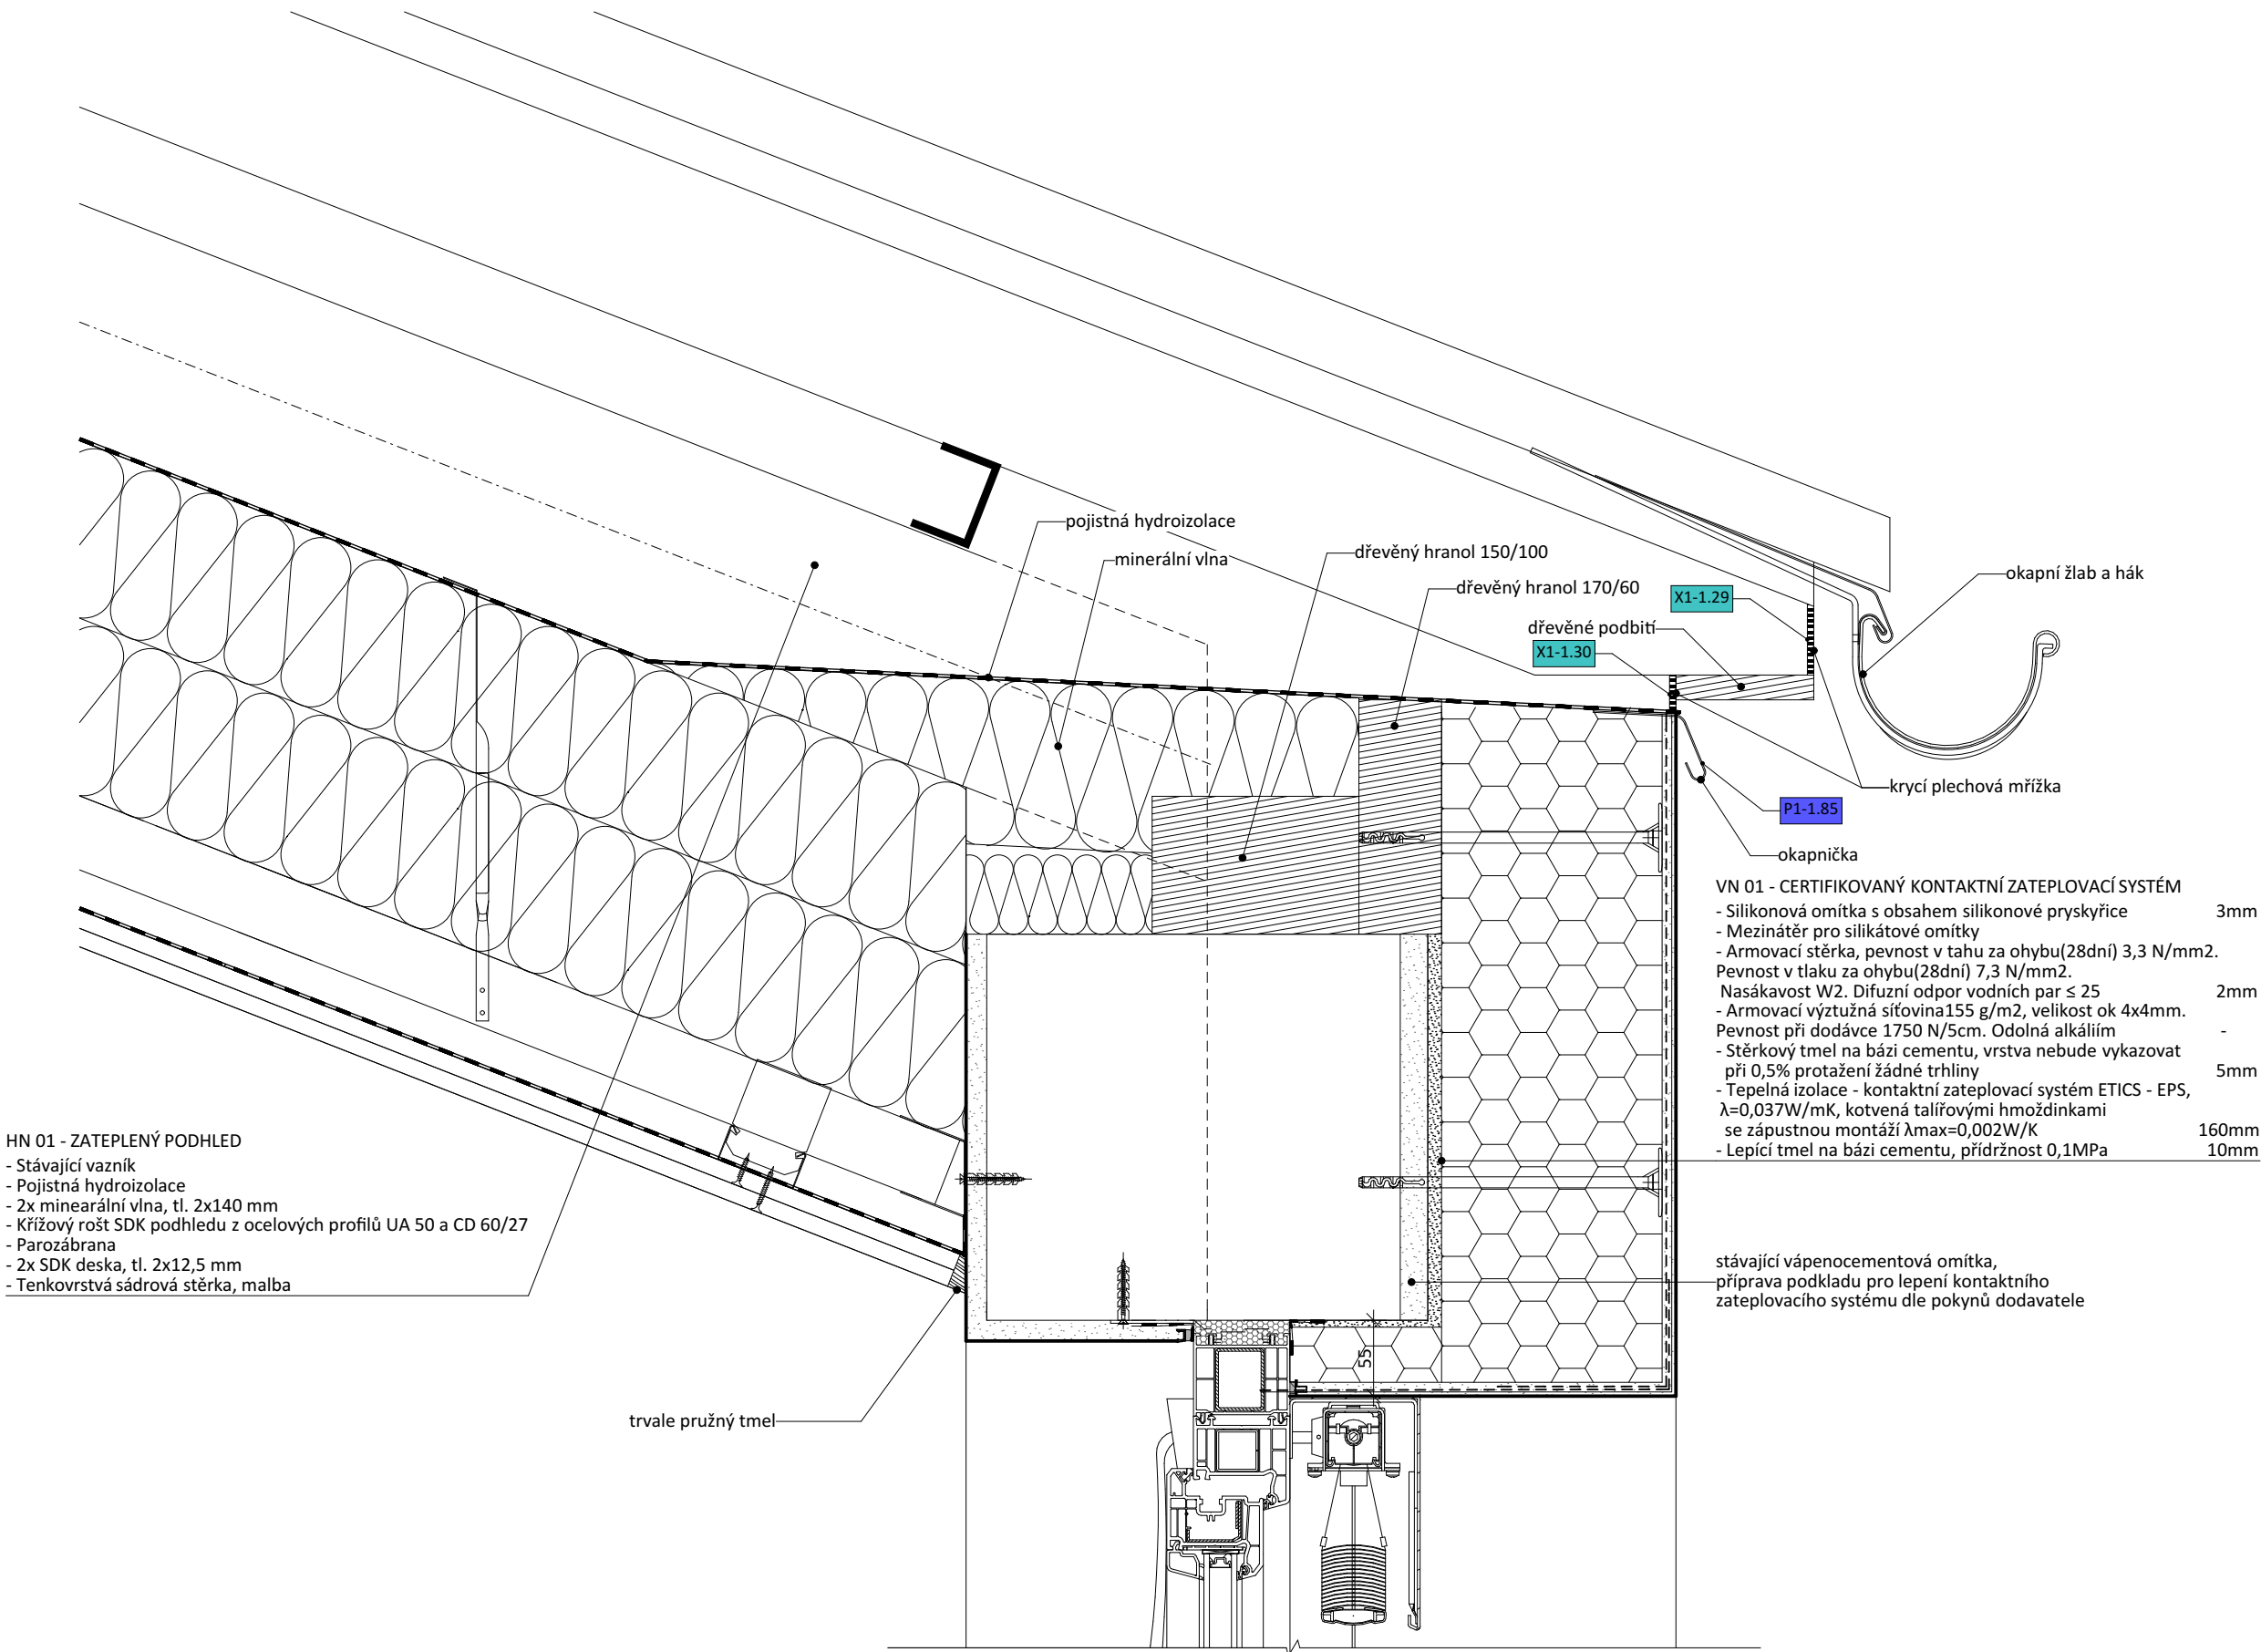 pojistná hydroizolace
minerální vlna
dřevěný hranol 150/100
dřevěný hranol 170/60
X1-1.29
okapní žlab a hák
dřevěné podbití
X1-1.30
krycí plechová mřížka
P1-1.85
okapnička
VN 01 - CERTIFIKOVANÝ KONTAKTNÍ ZATEPLOVACÍ SYSTÉM
- Silikonová omítka s obsahem silikonové pryskyřice 3mm
- Mezinátěr pro silikátové omítky
- Armovací stěrka, pevnost v tahu za ohybu(28dní) 3,3 N/mm2.
Pevnost v tlaku za ohybu(28dní) 7,3 N/mm2.
Nasákavost W2. Difuzní odpor vodních par ≤ 25 2mm
- Armovací výztužná síťovina155 g/m2, velikost ok 4x4mm.
Pevnost při dodávce 1750 N/5cm. Odolná alkáliím -
- Stěrkový tmel na bázi cementu, vrstva nebude vykazovat
při 0,5% protažení žádné trhliny 5mm
- Tepelná izolace - kontaktní zateplovací systém ETICS - EPS,
λ=0,037W/mK, kotvená talířovými hmoždinkami
se zápustnou montáží λmax=0,002W/K 160mm
- Lepící tmel na bázi cementu, přídržnost 0,1MPa 10mm
HN 01 - ZATEPLENÝ PODHLED
- Stávající vazník
- Pojistná hydroizolace
- 2x minearální vlna, tl. 2x140 mm
- Křížový rošt SDK podhledu z ocelových profilů UA 50 a CD 60/27
- Parozábrana
- 2x SDK deska, tl. 2x12,5 mm
- Tenkovrstvá sádrová stěrka, malba
stávající vápenocementová omítka,
příprava podkladu pro lepení kontaktního
zateplovacího systému dle pokynů dodavatele
55
trvale pružný tmel